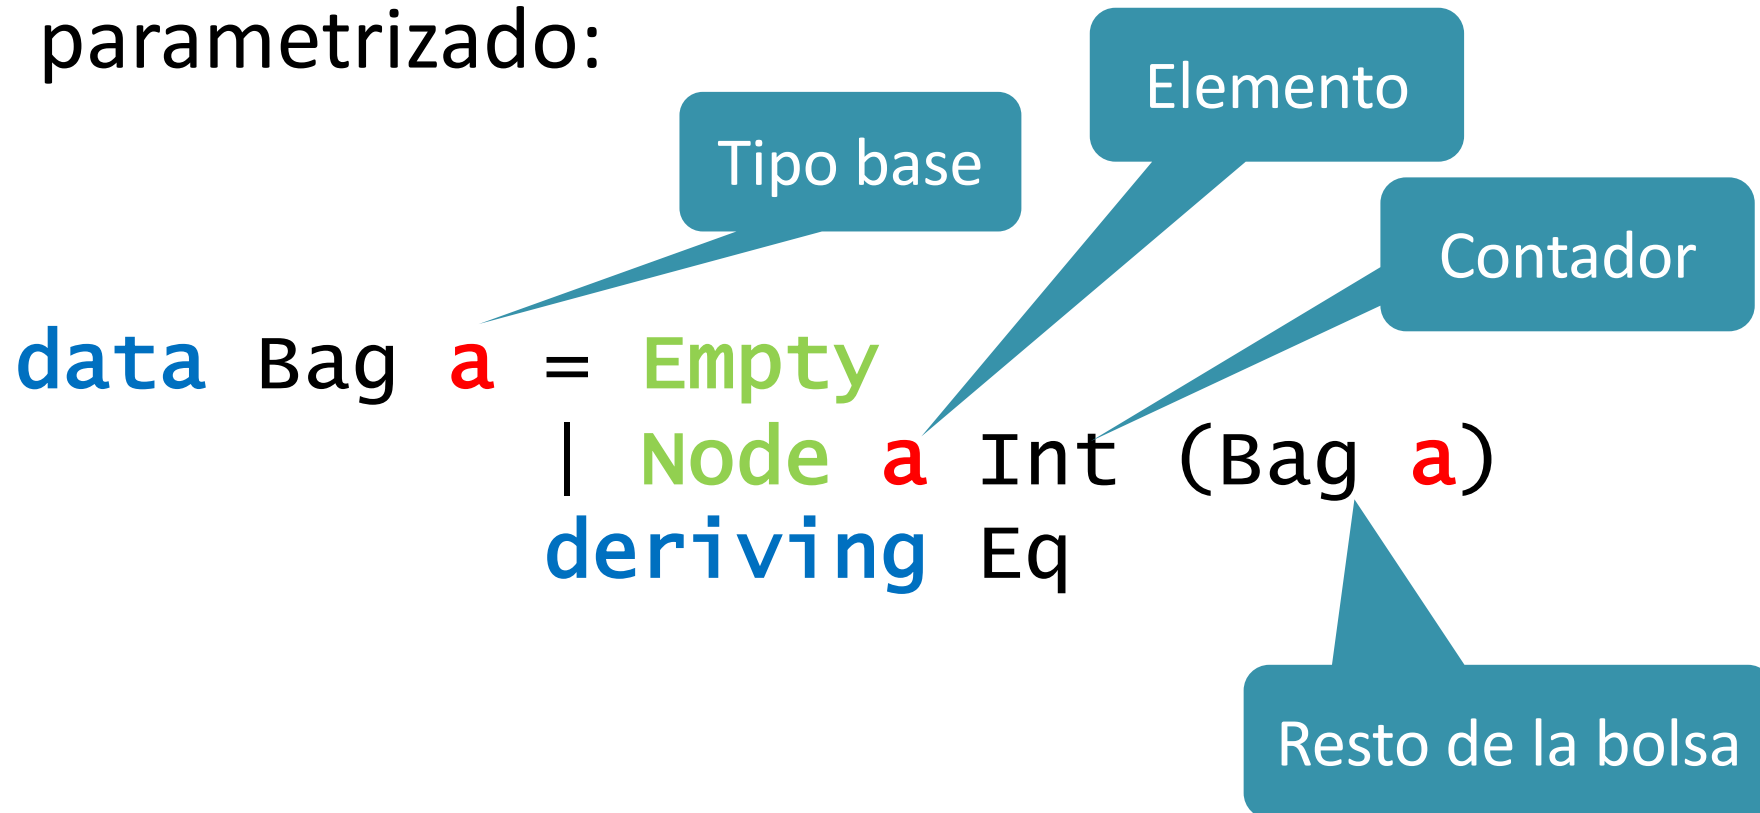 parametrizado:
Elemento
Tipo base
Contador
data Bag a = Empty
| Node a Int (Bag a)
deriving Eq
Resto de la bolsa